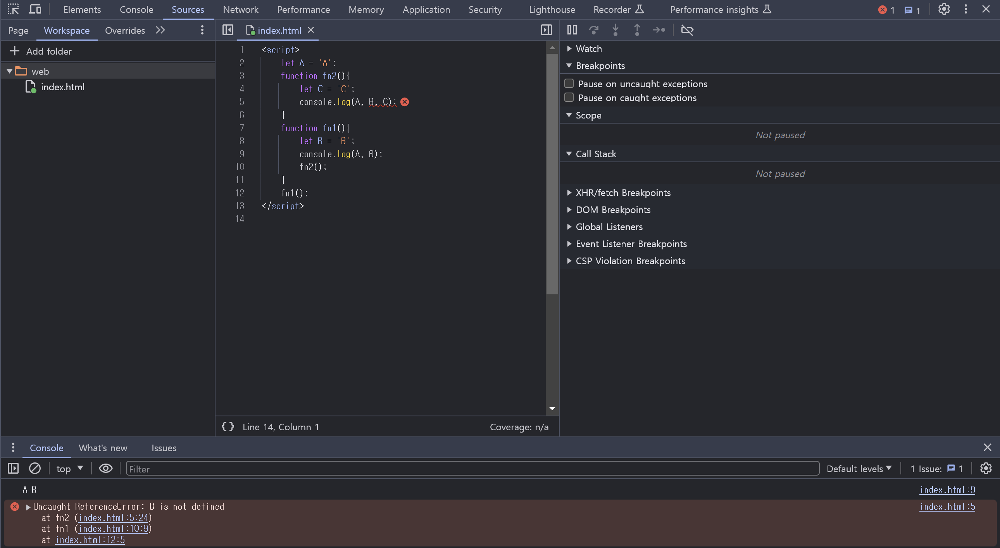 Elements Console Sources Network Performance Memory Application Security Lighthouse Recorder Performance insights 1 1
Page Workspace Overrides
Add folder
web
index.html
index.html
1 <script>
2 let A = 'A';
3 function fn2(){
4 let C = 'C';
5 console.log(A, B, C);
6 }
7 function fn1(){
8 let B = 'B';
9 console.log(A, B);
10 fn2();
11 }
12 fn1();
13 </script>
14
{} Line 14, Column 1 Coverage: n/a
Watch
Breakpoints
Pause on uncaught exceptions
Pause on caught exceptions
Scope
Not paused
Call Stack
Not paused
XHR/fetch Breakpoints
DOM Breakpoints
Global Listeners
Event Listener Breakpoints
CSP Violation Breakpoints
Console What's new Issues
top Filter Default levels 1 Issue: 1
A B index.html:9
Uncaught ReferenceError: B is not defined index.html:5
at fn2 (index.html:5:24)
at fn1 (index.html:10:9)
at index.html:12:5